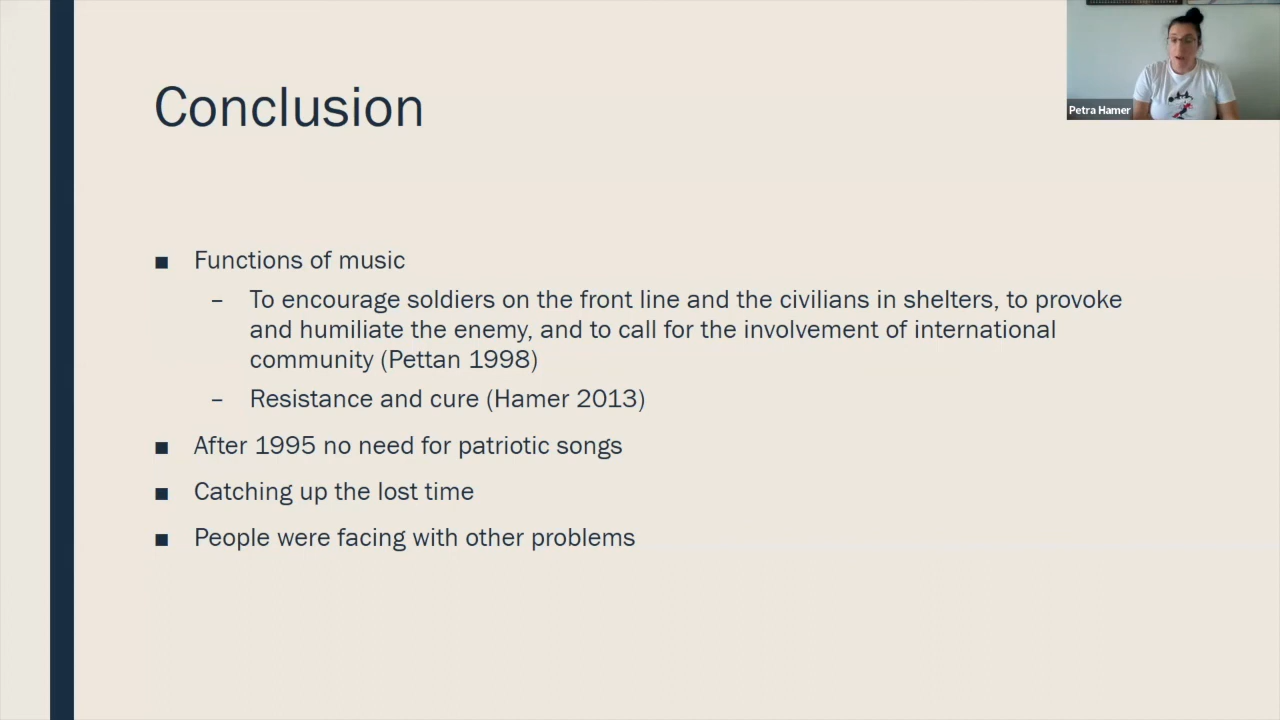 Conclusion
Petra Hamer
■ Functions of music
– To encourage soldiers on the front line and the civilians in shelters, to provoke
and humiliate the enemy, and to call for the involvement of international
community (Pettan 1998)
– Resistance and cure (Hamer 2013)
■ After 1995 no need for patriotic songs
■ Catching up the lost time
■ People were facing with other problems